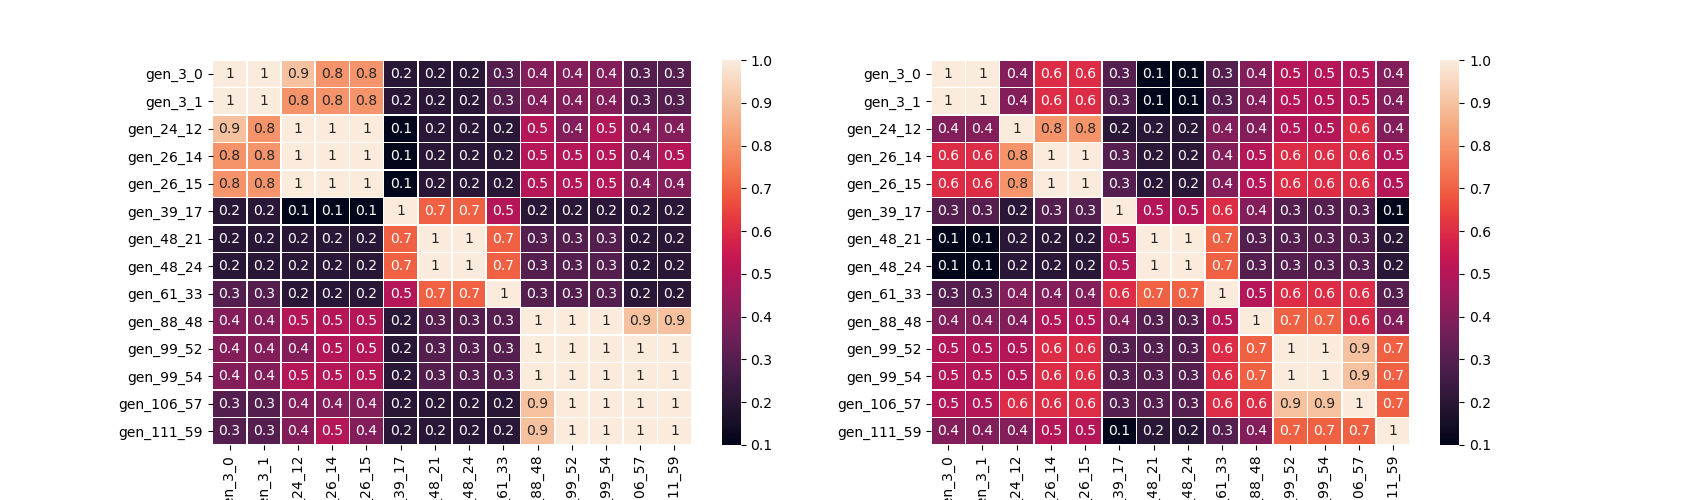 gen_3_0 1 1 0.9 0.8 0.8 0.2 0.2 0.2 0.3 0.4 0.4 0.4 0.3 0.3
gen_3_1 1 1 0.8 0.8 0.8 0.2 0.2 0.2 0.3 0.4 0.4 0.4 0.3 0.3
gen_24_12 0.9 0.8 1 1 1 0.1 0.2 0.2 0.2 0.5 0.4 0.5 0.4 0.4
gen_26_14 0.8 0.8 1 1 1 0.1 0.2 0.2 0.2 0.5 0.5 0.5 0.4 0.5
gen_26_15 0.8 0.8 1 1 1 0.1 0.2 0.2 0.2 0.5 0.5 0.5 0.4 0.4
gen_39_17 0.2 0.2 0.1 0.1 0.1 1 0.7 0.7 0.5 0.2 0.2 0.2 0.2 0.2
gen_48_21 0.2 0.2 0.2 0.2 0.2 0.7 1 1 0.7 0.3 0.3 0.3 0.2 0.2
gen_48_24 0.2 0.2 0.2 0.2 0.2 0.7 1 1 0.7 0.3 0.3 0.3 0.2 0.2
gen_61_33 0.3 0.3 0.2 0.2 0.2 0.5 0.7 0.7 1 0.3 0.3 0.3 0.2 0.2
gen_88_48 0.4 0.4 0.5 0.5 0.5 0.2 0.3 0.3 0.3 1 1 1 0.9 0.9
gen_99_52 0.4 0.4 0.4 0.5 0.5 0.2 0.3 0.3 0.3 1 1 1 1 1
gen_99_54 0.4 0.4 0.5 0.5 0.5 0.2 0.3 0.3 0.3 1 1 1 1 1
gen_106_57 0.3 0.3 0.4 0.4 0.4 0.2 0.2 0.2 0.2 0.9 1 1 1 1
gen_111_59 0.3 0.3 0.4 0.5 0.4 0.2 0.2 0.2 0.2 0.9 1 1 1 1
en_3_0
en_3_1
_24_12
_26_14
_26_15
_39_17
_48_21
_48_24
_61_33
_88_48
_99_52
_99_54
06_57
11_59
1.0
0.9
0.8
0.7
0.6
0.5
0.4
0.3
0.2
0.1
gen_3_0 1 1 0.4 0.6 0.6 0.3 0.1 0.1 0.3 0.4 0.5 0.5 0.5 0.4
gen_3_1 1 1 0.4 0.6 0.6 0.3 0.1 0.1 0.3 0.4 0.5 0.5 0.5 0.4
gen_24_12 0.4 0.4 1 0.8 0.8 0.2 0.2 0.2 0.4 0.4 0.5 0.5 0.6 0.4
gen_26_14 0.6 0.6 0.8 1 1 0.3 0.2 0.2 0.4 0.5 0.6 0.6 0.6 0.5
gen_26_15 0.6 0.6 0.8 1 1 0.3 0.2 0.2 0.4 0.5 0.6 0.6 0.6 0.5
gen_39_17 0.3 0.3 0.2 0.3 0.3 1 0.5 0.5 0.6 0.4 0.3 0.3 0.3 0.1
gen_48_21 0.1 0.1 0.2 0.2 0.2 0.5 1 1 0.7 0.3 0.3 0.3 0.3 0.2
gen_48_24 0.1 0.1 0.2 0.2 0.2 0.5 1 1 0.7 0.3 0.3 0.3 0.3 0.2
gen_61_33 0.3 0.3 0.4 0.4 0.4 0.6 0.7 0.7 1 0.5 0.6 0.6 0.6 0.3
gen_88_48 0.4 0.4 0.4 0.5 0.5 0.4 0.3 0.3 0.5 1 0.7 0.7 0.6 0.4
gen_99_52 0.5 0.5 0.5 0.6 0.6 0.3 0.3 0.3 0.6 0.7 1 1 0.9 0.7
gen_99_54 0.5 0.5 0.5 0.6 0.6 0.3 0.3 0.3 0.6 0.7 1 1 0.9 0.7
gen_106_57 0.5 0.5 0.6 0.6 0.6 0.3 0.3 0.3 0.6 0.6 0.9 0.9 1 0.7
gen_111_59 0.4 0.4 0.4 0.5 0.5 0.1 0.2 0.2 0.3 0.4 0.7 0.7 0.7 1
en_3_0
en_3_1
_24_12
_26_14
_26_15
_39_17
_48_21
_48_24
_61_33
_88_48
_99_52
_99_54
06_57
11_59
1.0
0.9
0.8
0.7
0.6
0.5
0.4
0.3
0.2
0.1